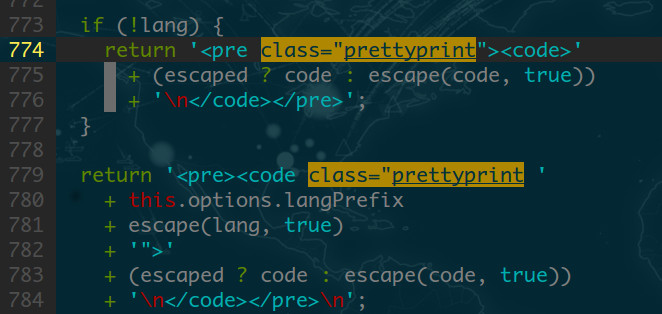 772
773 if (!lang) {
774 return '<pre class="prettyprint"><code>'
775 + (escaped ? code : escape(code, true))
776 + '\n</code></pre>';
777 }
778
779 return '<pre><code class="prettyprint '
780 + this.options.langPrefix
781 + escape(lang, true)
782 + '">'
783 + (escaped ? code : escape(code, true))
784 + '\n</code></pre>\n';